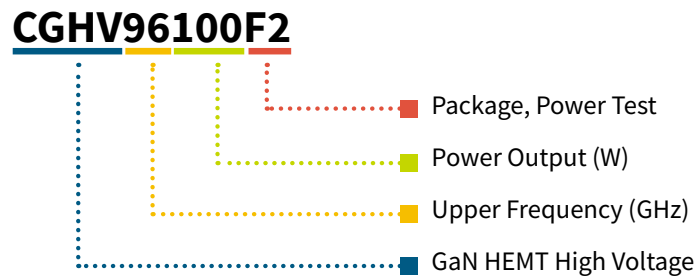 CGHV96100F2
Package, Power Test
Power Output (W)
Upper Frequency (GHz)
GaN HEMT High Voltage